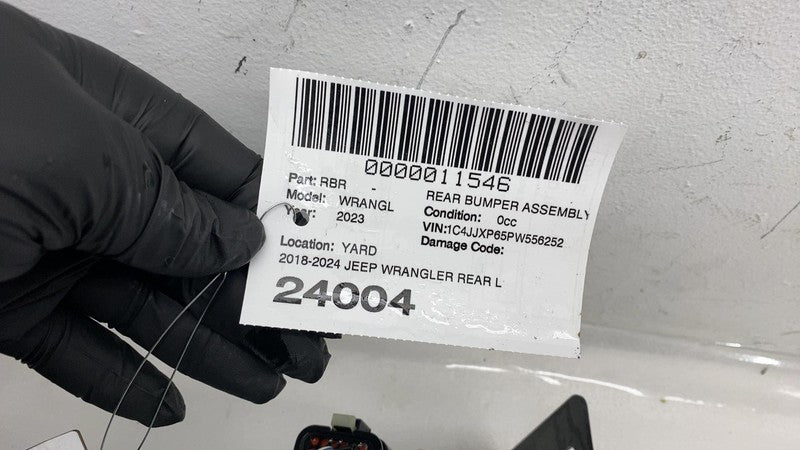 0000011546
Part: RBR - REAR BUMPER ASSEMBLY
Model: WRANGL Condition: 0cc
Year: 2023 VIN:1C4JJXP65PW556252
Damage Code:
Location: YARD
2018-2024 JEEP WRANGLER REAR L
24004